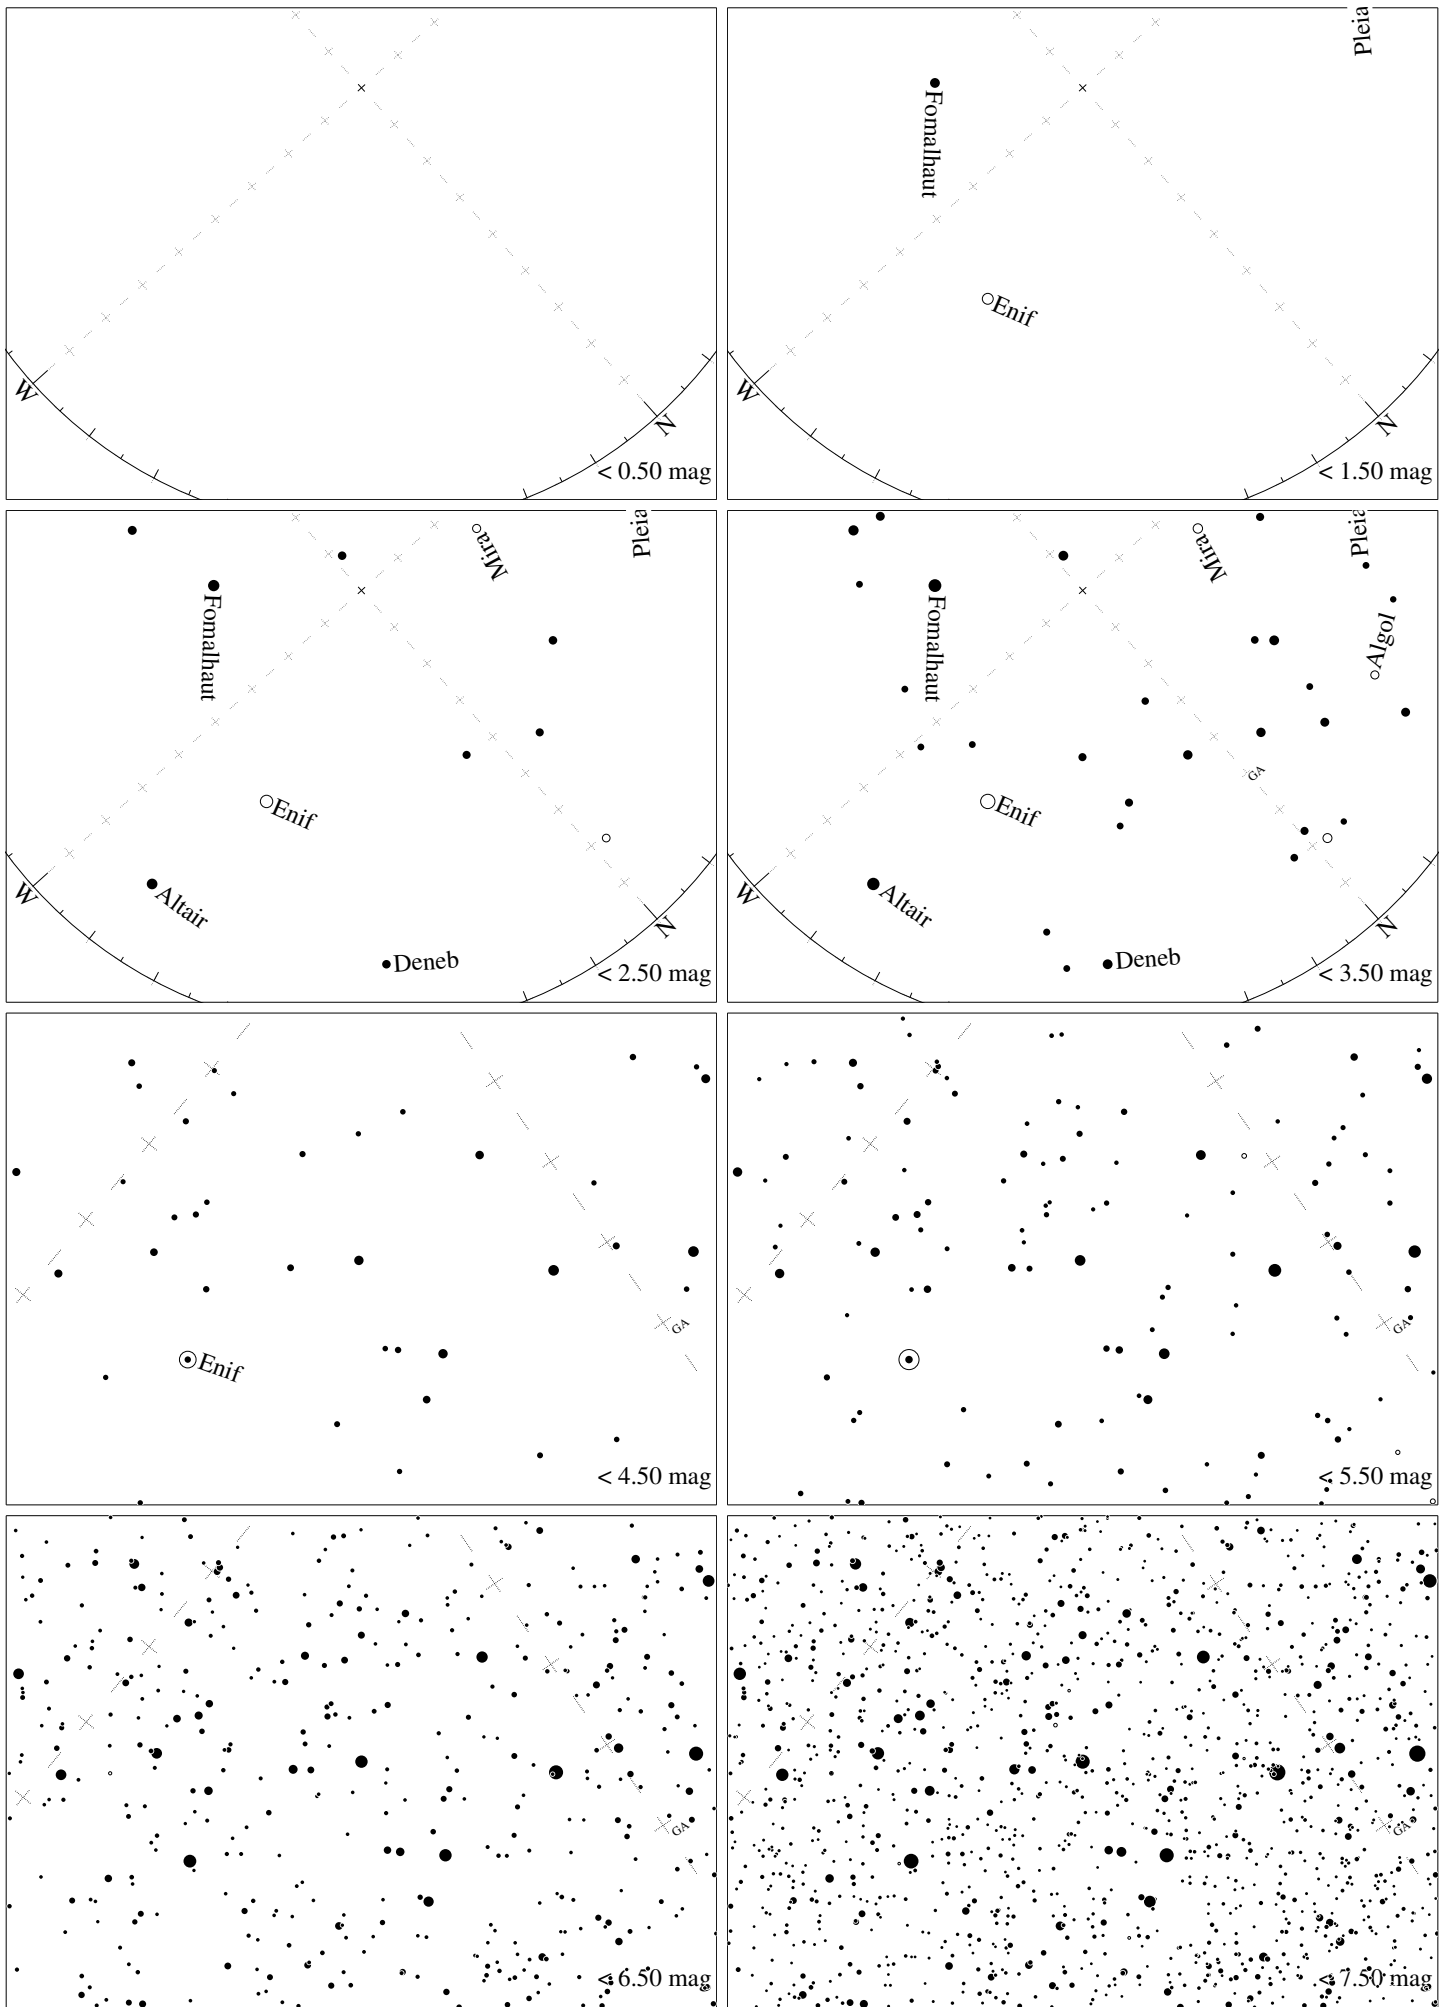 W
N
< 0.50 mag
Fomalhaut
Pleia
Enif
W
N
< 1.50 mag
Mira
Pleia
Fomalhaut
Enif
Altair
Deneb
W
N
< 2.50 mag
Mira
Pleia
Fomalhaut
Algol
GA
Enif
Altair
Deneb
W
N
< 3.50 mag
GA
Enif
< 4.50 mag
GA
< 5.50 mag
GA
< 6.50 mag
GA
< 7.50 mag